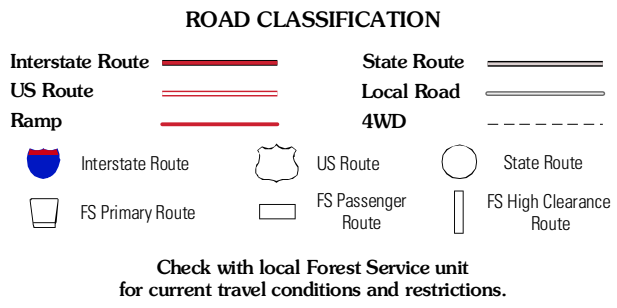 ROAD CLASSIFICATION
Interstate Route
State Route
US Route
Local Road
Ramp
4WD
Interstate Route
US Route
State Route
FS Primary Route
FS Passenger
Route
FS High Clearance
Route
Check with local Forest Service unit
for current travel conditions and restrictions.